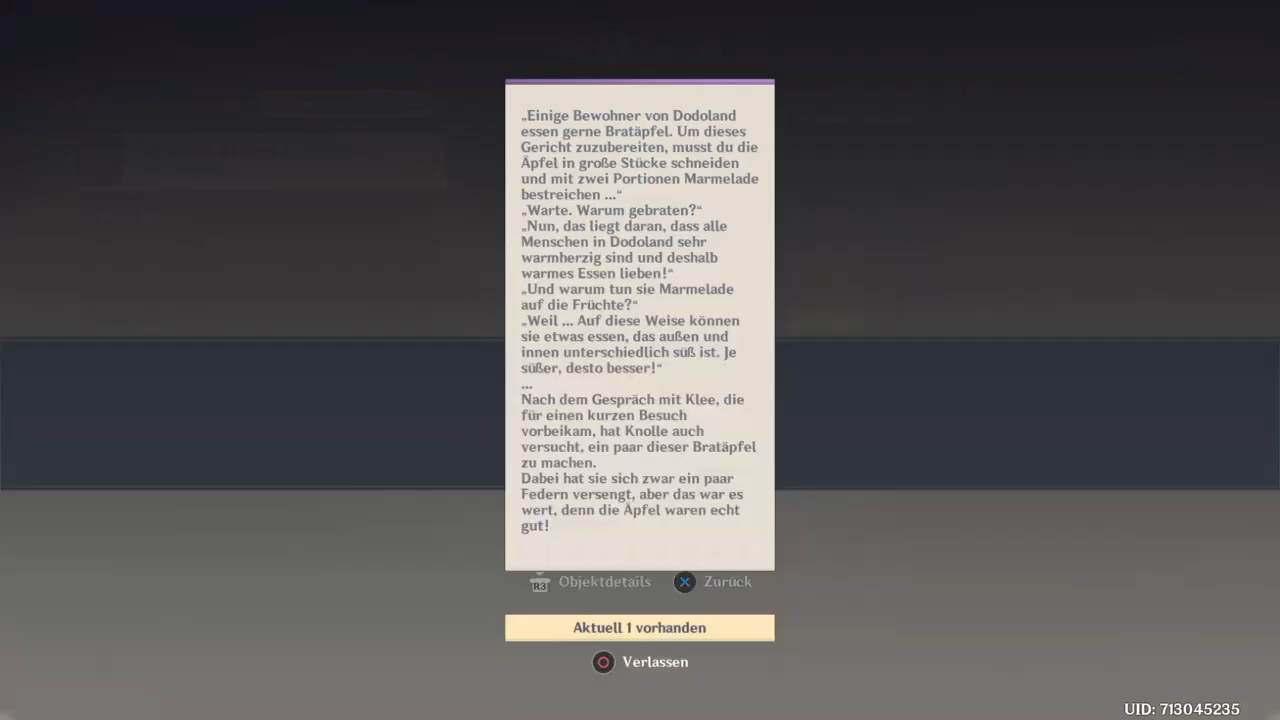 „Einige Bewohner von Dodoland
essen gerne Bratäpfel. Um dieses
Gericht zuzubereiten, musst du die
Äpfel in große Stücke schneiden
und mit zwei Portionen Marmelade
bestreichen ...“
„Warte. Warum gebraten?“
„Nun, das liegt daran, dass alle
Menschen in Dodoland sehr
warmherzig sind und deshalb
warmes Essen lieben!“
„Und warum tun sie Marmelade
auf die Früchte?“
„Weil ... Auf diese Weise können
sie etwas essen, das außen und
innen unterschiedlich süß ist. Je
süßer, desto besser!“
...
Nach dem Gespräch mit Klee, die
für einen kurzen Besuch
vorbeikam, hat Knolle auch
versucht, ein paar dieser Bratäpfel
zu machen.
Dabei hat sie sich zwar ein paar
Federn versengt, aber das war es
wert, denn die Äpfel waren echt
gut!
R3 Objektdetails Zurück
Aktuell 1 vorhanden
Verlassen
UID: 713045235